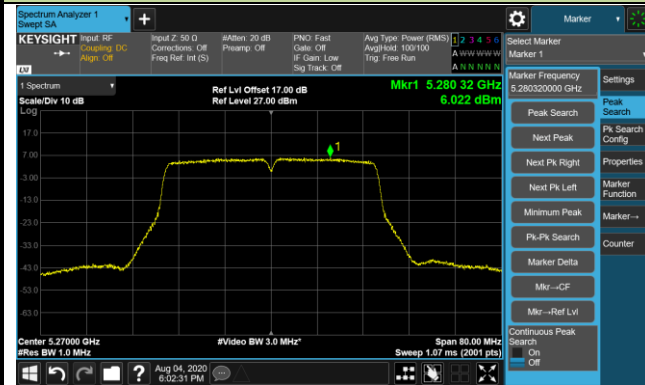 Spectrum Analyzer 1
Swept SA
Marker
KEYSIGHT
Input: RF
Coupling: DC
Align: Off
Input Z: 50 Ω
Corrections: Off
Freq Ref: Int (S)
#Atten: 20 dB
Preamp: Off
PNO: Fast
Gate: Off
IF Gain: Low
Sig Track: Off
Avg Type: Power (RMS)
Avg|Hold: 100/100
Trig: Free Run
1 2 3 4 5 6
A W W W W W
A N N N N N
LXI
Select Marker
Marker 1
1 Spectrum
Scale/Div 10 dB
Log
Ref Lvl Offset 17.00 dB
Ref Level 27.00 dBm
Mkr1 5.280 32 GHz
6.022 dBm
17.0
7.00
-3.00
-13.0
-23.0
-33.0
-43.0
-53.0
-63.0
1
Center 5.27000 GHz
#Res BW 1.0 MHz
#Video BW 3.0 MHz*
Span 80.00 MHz
Sweep 1.07 ms (2001 pts)
Marker Frequency
5.280320000 GHz
Peak Search
Next Peak
Next Pk Right
Next Pk Left
Minimum Peak
Pk-Pk Search
Marker Delta
Mkr→CF
Mkr→Ref Lvl
Continuous Peak
Search
On
Off
Settings
Peak
Search
Pk Search
Config
Properties
Marker
Function
Marker→
Counter
Aug 04, 2020
6:02:31 PM